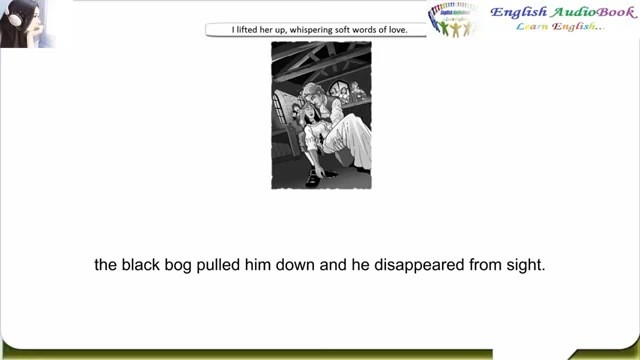 I lifted her up, whispering soft words of love.
English AudioBook
Learn English...
the black bog pulled him down and he disappeared from sight.